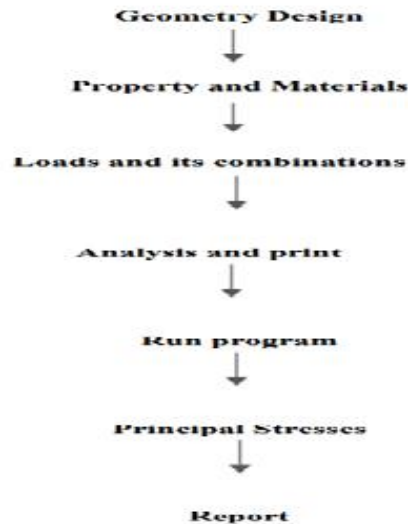 Geometry Design
Property and Materials
Loads and its combinations
Analysis and print
Run program
Principal Stresses
Report